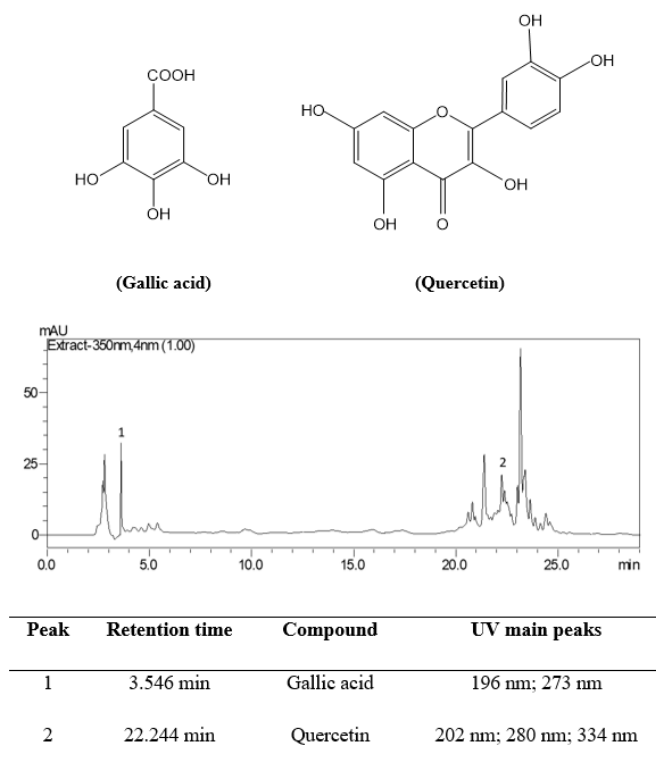 OH
OH
COOH
HO
O
HO
OH
OH
OH
OH
O
(Gallic acid)
(Quercetin)
mAU
Extract-350nm,4nm (1.00)
50
1
25
2
0
0.0
5.0
10.0
15.0
20.0
25.0
min
Peak
Retention time
Compound
UV main peaks
1
3.546 min
Gallic acid
196 nm; 273 nm
2
22.244 min
Quercetin
202 nm; 280 nm; 334 nm